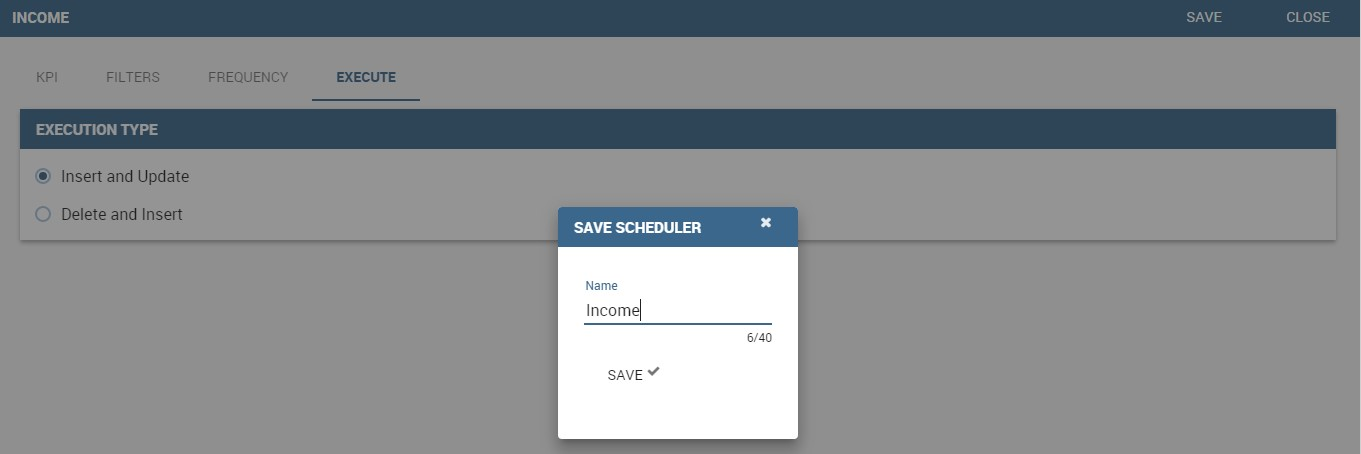 INCOME SAVE CLOSE
KPI FILTERS FREQUENCY EXECUTE
EXECUTION TYPE
Insert and Update
Delete and Insert
SAVE SCHEDULER
Name
Income
6/40
SAVE